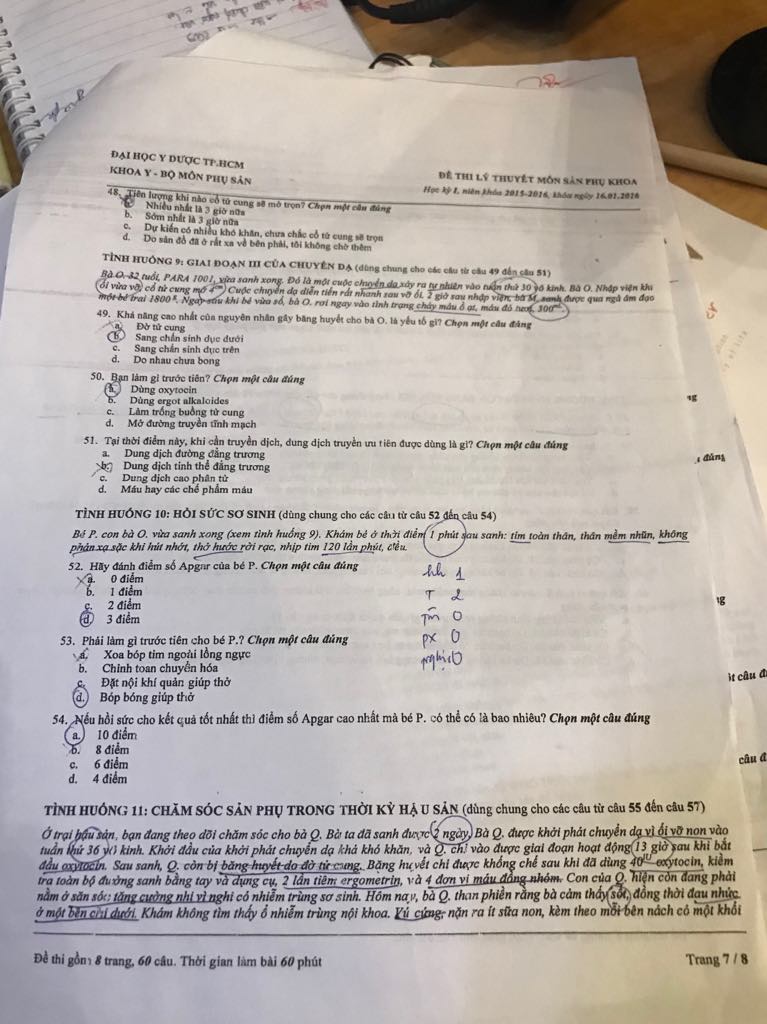 ĐẠI HỌC Y DƯỢC TP.HCM
KHOA Y - BỘ MÔN PHỤ SẢN
ĐỀ THI LÝ THUYẾT MÔN SẢN PHỤ KHOA
Học kỳ I, niên khóa 2015-2016, khóa ngày 16.01.2016
48. Tiên lượng khi nào cổ tử cung sẽ mở trọn? Chọn một câu đúng
Nhiều nhất là 3 giờ nữa
b. Sớm nhất là 3 giờ nữa
c. Dự kiến có nhiều khó khăn, chưa chắc cổ tử cung sẽ trọn
d. Do sản đồ đã ở rất xa về bên phải, tôi không chờ thêm
TÌNH HUỐNG 9: GIAI ĐOẠN III CỦA CHUYỂN DẠ (dùng chung cho các câu từ câu 49 đến câu 51)
Bà O. 32 tuổi, PARA 1001, vừa sanh xong. Đó là một cuộc chuyển dạ xảy ra tự nhiên vào tuần thứ 30 vô kinh. Bà O. Nhập viện khi
ối vừa vỡ, cổ tử cung mở 4cm. Cuộc chuyển dạ diễn tiến rất nhanh sau vỡ ối. 2 giờ sau nhập viện, bà M. sanh được qua ngả âm đạo
một bé trai 1800 g. Ngay sau khi bé vừa sổ, bà O. rơi ngay vào tình trạng chảy máu ồ ạt, máu đỏ tươi, 300
49. Khả năng cao nhất của nguyên nhân gây băng huyết cho bà O. là yếu tố gì? Chọn một câu đúng
a. Đờ tử cung
b. Sang chấn sinh dục dưới
c. Sang chấn sinh dục trên
d. Do nhau chưa bong
50. Bạn làm gì trước tiên? Chọn một câu đúng
a. Dùng oxytocin
b. Dùng ergot alkaloides
c. Làm trống buồng tử cung
d. Mở đường truyền tĩnh mạch
51. Tại thời điểm này, khi cần truyền dịch, dung dịch truyền ưu tiên được dùng là gì? Chọn một câu đúng
a. Dung dịch đường đẳng trương
b. Dung dịch tinh thể đẳng trương
c. Dung dịch cao phân tử
d. Máu hay các chế phẩm máu
TÌNH HUỐNG 10: HỒI SỨC SƠ SINH (dùng chung cho các câu từ câu 52 đến câu 54)
Bé P. con bà O. vừa sanh xong (xem tình huống 9). Khám bé ở thời điểm 1 phút sau sanh: tím toàn thân, thân mềm nhũn, không
phản xạ sặc khi hút nhớt, thở hước rời rạc, nhịp tim 120 lần phút, đều.
52. Hãy đánh điểm số Apgar của bé P. Chọn một câu đúng
a. 0 điểm
b. 1 điểm
c. 2 điểm
d. 3 điểm
hh 1
T 2
0
px 0
0
53. Phải làm gì trước tiên cho bé P.? Chọn một câu đúng
a. Xoa bóp tim ngoài lồng ngực
b. Chỉnh toan chuyển hóa
c. Đặt nội khí quản giúp thở
d. Bóp bóng giúp thở
54. Nếu hồi sức cho kết quả tốt nhất thì điểm số Apgar cao nhất mà bé P. có thể có là bao nhiêu? Chọn một câu đúng
a. 10 điểm
b. 8 điểm
c. 6 điểm
d. 4 điểm
TÌNH HUỐNG 11: CHĂM SÓC SẢN PHỤ TRONG THỜI KỲ HẬU SẢN (dùng chung cho các câu từ câu 55 đến câu 57)
Ở trại hậu sản, bạn đang theo dõi chăm sóc cho bà Q. Bà ta đã sanh được 2 ngày. Bà Q. được khởi phát chuyển dạ vì ối vỡ non vào
tuần thứ 36 vô kinh. Khởi đầu của khởi phát chuyển dạ khá khó khăn, và Q. chỉ vào được giai đoạn hoạt động 13 giờ sau khi bắt
đầu oxytocin. Sau sanh, Q. còn bị băng huyết do đờ tử cung. Băng huyết chỉ được khống chế sau khi đã dùng 40 IU oxytocin, kiểm
tra toàn bộ đường sanh bằng tay và dụng cụ, 2 lần tiêm ergometrin, và 4 đơn vị máu đồng nhóm. Con của Q. hiện còn đang phải
nằm ở săn sóc tăng cường nhi vì nghi có nhiễm trùng sơ sinh. Hôm nay, bà Q. than phiền rằng bà cảm thấy sốt, đồng thời đau nhức
ở một bên chi dưới. Khám không tìm thấy ổ nhiễm trùng nội khoa. Vú cứng, nặn ra ít sữa non, kèm theo mỗi bên nách có một khối
Đề thi gồm 8 trang, 60 câu. Thời gian làm bài 60 phút
Trang 7 / 8